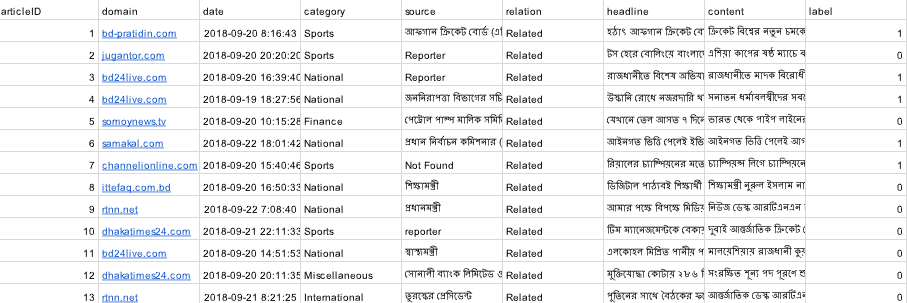 articleID domain date category source relation headline content label
1 bd-pratidin.com 2018-09-20 8:16:43 Sports আফগান ক্রিকেট বোর্ড (এ Related হঠাৎ আফগান ক্রিকেট বে ক্রিকেট বিশ্বের নতুন চমকে 1
2 jugantor.com 2018-09-20 20:20:20 Sports Reporter Related টস হেরে বোলিংয়ে বাংলাদে এশিয়া কাপের ষষ্ঠ ম্যাচে ব 0
3 bd24live.com 2018-09-20 16:39:40 National Reporter Related রাজধানীতে বিশেষ অভিযা রাজধানীতে মাদক বিরোধী 1
4 bd24live.com 2018-09-19 18:27:56 National জননিরাপত্তা বিভাগের সচি Related উস্কানি রোধে নজরদারি থ সনাতন ধর্মাবলম্বীদের সবচে 1
5 somoynews.tv 2018-09-20 10:15:28 Finance পেট্রোল পাম্প মালিক সমিতি Related যেখানে তেল আসত ৭ দিনে ভারত থেকে পাইপ লাইনের 0
6 samakal.com 2018-09-22 18:01:42 National প্রধান নির্বাচন কমিশনার ( Related আইনগত ভিত্তি পেলেই ইভি আইনগত ভিত্তি পেলেই আগ 1
7 channelionline.com 2018-09-20 15:40:46 Sports Not Found Related রিয়ালের চ্যাম্পিয়নের মতে চ্যাম্পিয়ন্স লিগে চ্যাম্পিয়ন 1
8 ittefaq.com.bd 2018-09-20 16:50:33 National শিক্ষামন্ত্রী Related ডিজিটাল পাঠ্যবই শিক্ষার্থী শিক্ষামন্ত্রী নুরুল ইসলাম না 0
9 rtnn.net 2018-09-22 7:08:40 National প্রধানমন্ত্রী Related আমার পক্ষে বিপক্ষে মিডিয় নিউজ ডেস্ক আরটিএনএন 0
10 dhakatimes24.com 2018-09-21 22:11:33 Sports reporter Related টিম ম্যানেজমেন্টকে বেকায় দুবাই আন্তর্জাতিক ক্রিকেট 0
11 bd24live.com 2018-09-20 14:51:53 National স্বাস্থ্যমন্ত্রী Related এলকোহল মিশ্রিত পানীয় প মালয়েশিয়ায় রাজধানী কুয় 0
12 dhakatimes24.com 2018-09-20 20:11:35 Miscellaneous সোনালী ব্যাংক লিমিটেড ও Related মুক্তিযোদ্ধা কোটায় ২৮৬ ি সংরক্ষিত শূন্য পদ পূরণে শু 0
13 rtnn.net 2018-09-21 8:21:25 International তুরস্কের প্রেসিডেন্ট Related পুতিনের সাথে বৈঠকের ফ আন্তর্জাতিক ডেস্ক আরটিএ 0